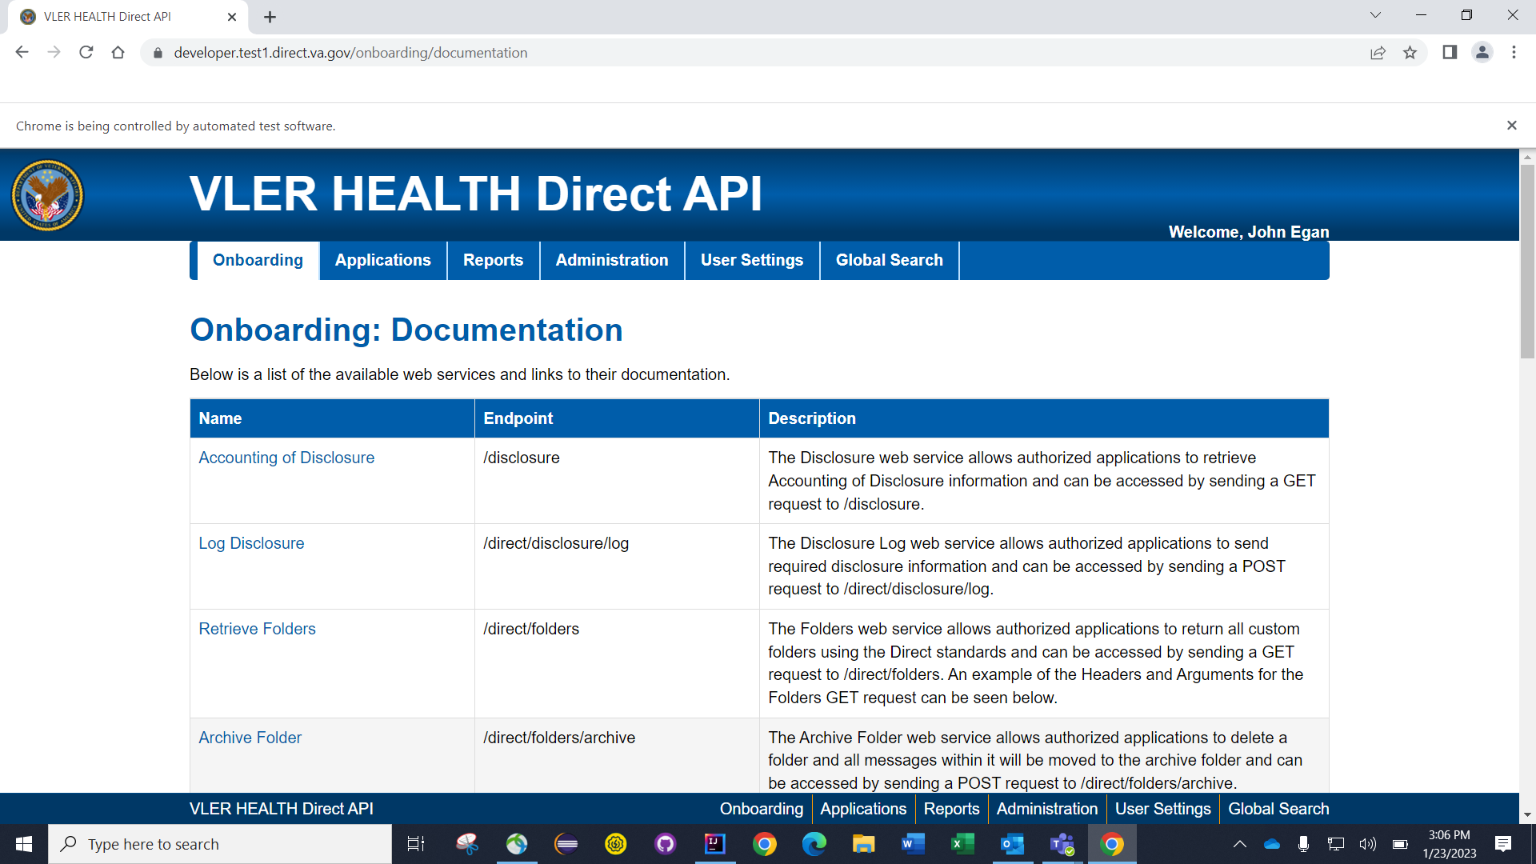 VLER HEALTH Direct API
developer.test1.direct.va.gov/onboarding/documentation
Chrome is being controlled by automated test software.
VLER HEALTH Direct API
Welcome, John Egan
Onboarding Applications Reports Administration User Settings Global Search
Onboarding: Documentation
Below is a list of the available web services and links to their documentation.
Name Endpoint Description
Accounting of Disclosure /disclosure The Disclosure web service allows authorized applications to retrieve
Accounting of Disclosure information and can be accessed by sending a GET
request to /disclosure.
Log Disclosure /direct/disclosure/log The Disclosure Log web service allows authorized applications to send
required disclosure information and can be accessed by sending a POST
request to /direct/disclosure/log.
Retrieve Folders /direct/folders The Folders web service allows authorized applications to return all custom
folders using the Direct standards and can be accessed by sending a GET
request to /direct/folders. An example of the Headers and Arguments for the
Folders GET request can be seen below.
Archive Folder /direct/folders/archive The Archive Folder web service allows authorized applications to delete a
folder and all messages within it will be moved to the archive folder and can
be accessed by sending a POST request to /direct/folders/archive.
VLER HEALTH Direct API Onboarding Applications Reports Administration User Settings Global Search
Type here to search
3:06 PM
1/23/2023